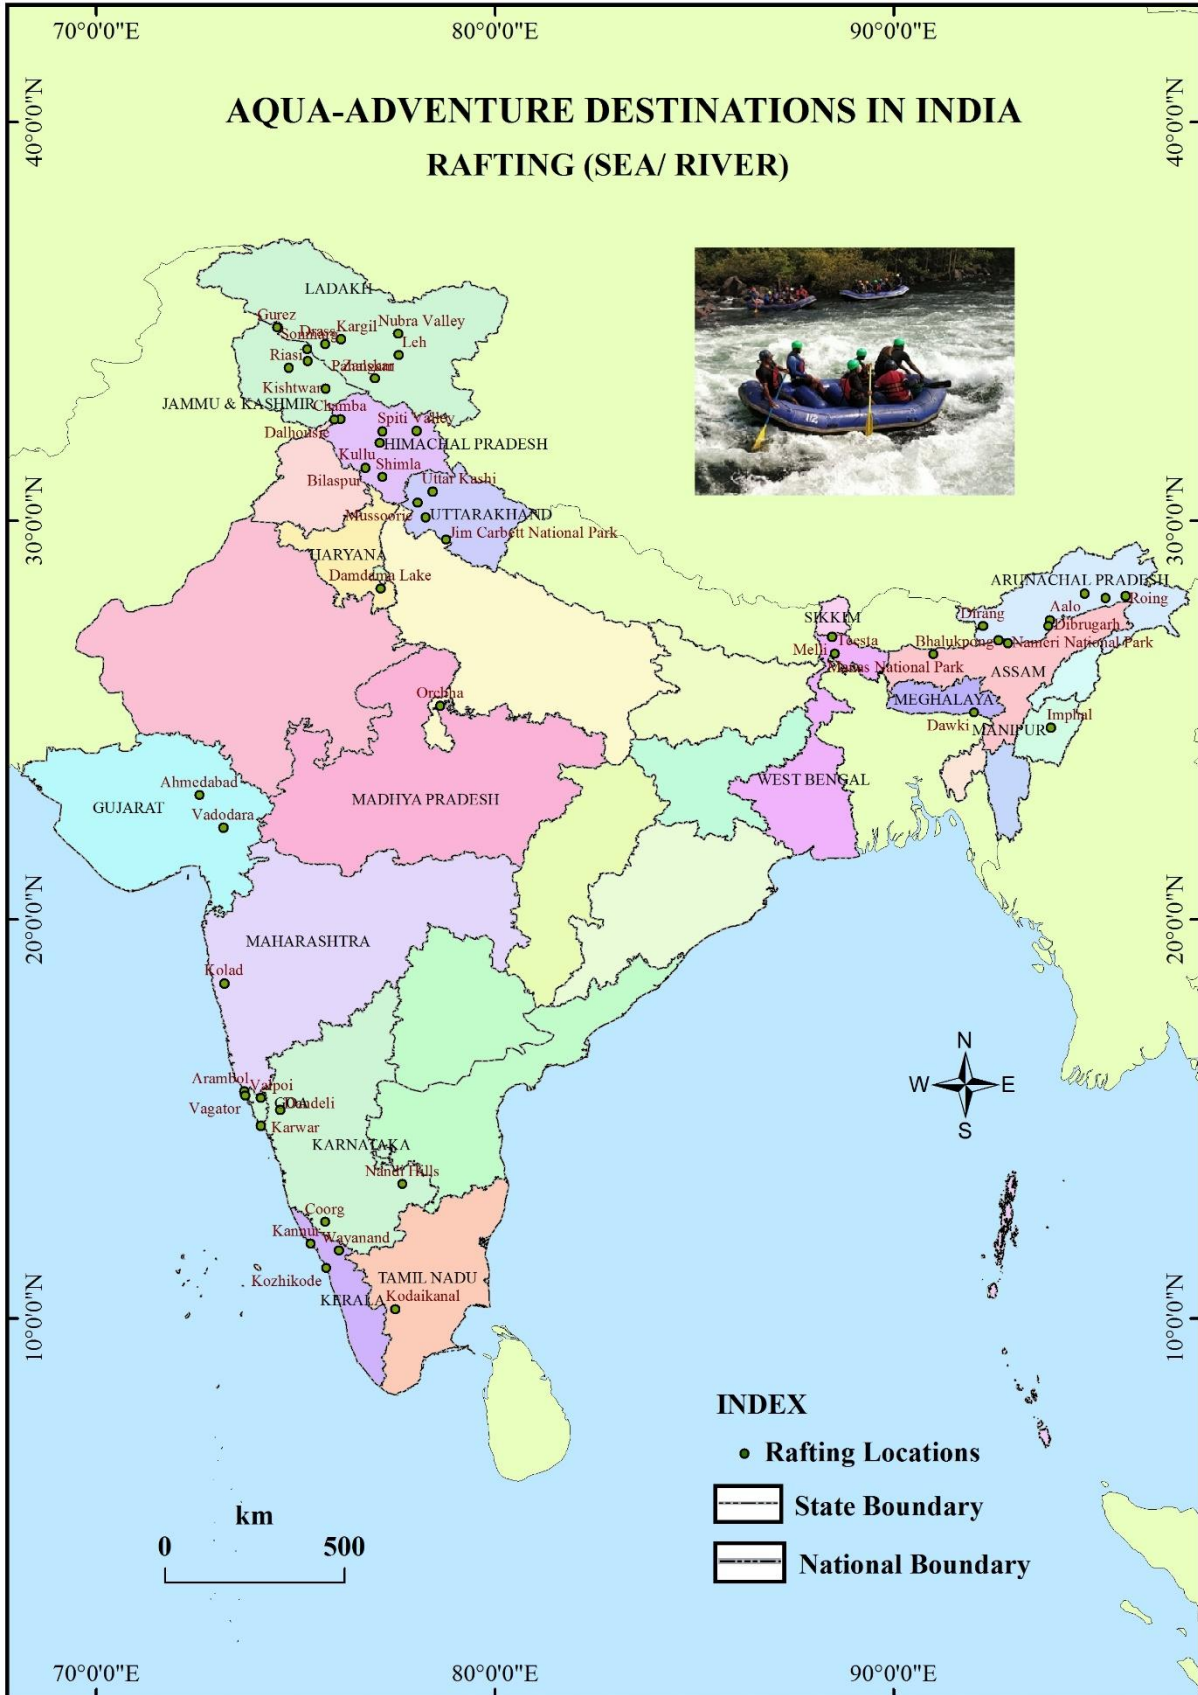 70°0'0"E 80°0'0"E 90°0'0"E
40°0'0"N 40°0'0"N
AQUA-ADVENTURE DESTINATIONS IN INDIA
RAFTING (SEA/ RIVER)
LADAKH
Gurez
Drass Kargil
Nubra Valley
Sonmarg
Leh
Riasi
Zanskar
Kishtwar
JAMMU & KASHMIR
Chamba
Spiti Valley
Dalhousie
HIMACHAL PRADESH
Kullu
Shimla
Bilaspur
Uttar Kashi
Mussoorie
UTTARAKHAND
30°0'0"N 30°0'0"N
Jim Carbett National Park
HARYANA
Damdama Lake
ARUNACHAL PRADESH
Roing
Aalo
SIKKIM
Dirang
Dibrugarh
Teesta
Bhalukpong
Nameri National Park
Melli
Manas National Park
ASSAM
MEGHALAYA
Orchha
Dawki
Imphal
MANIPUR
WEST BENGAL
Ahmedabad
GUJARAT
MADHYA PRADESH
Vadodara
20°0'0"N 20°0'0"N
MAHARASHTRA
Kolad
N
W E
S
Arambol
Valpoi
Vagator
GOA
Dandeli
Karwar
KARNATAKA
Nandi Hills
Coorg
Kannur
Wayanand
Kozhikode
TAMIL NADU
KERALA
Kodaikanal
10°0'0"N 10°0'0"N
INDEX
Rafting Locations
State Boundary
National Boundary
km
0 500
70°0'0"E 80°0'0"E 90°0'0"E